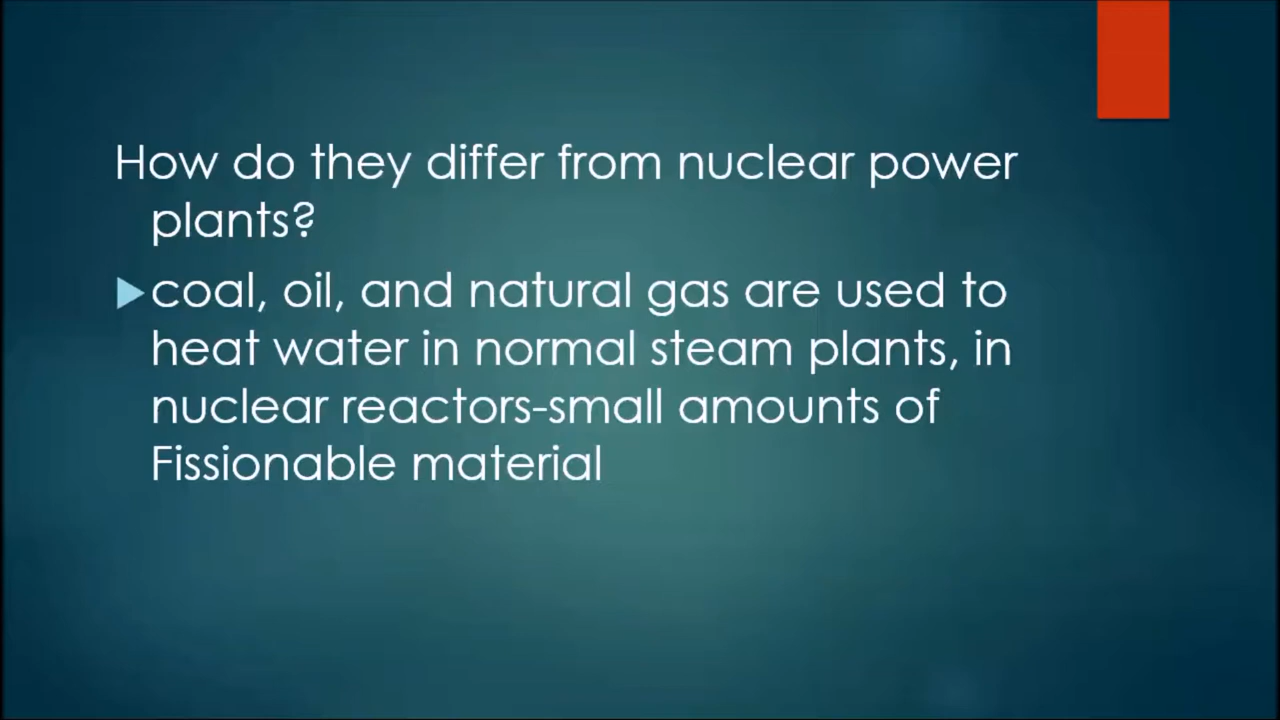 How do they differ from nuclear power
plants?
coal, oil, and natural gas are used to
heat water in normal steam plants, in
nuclear reactors-small amounts of
Fissionable material